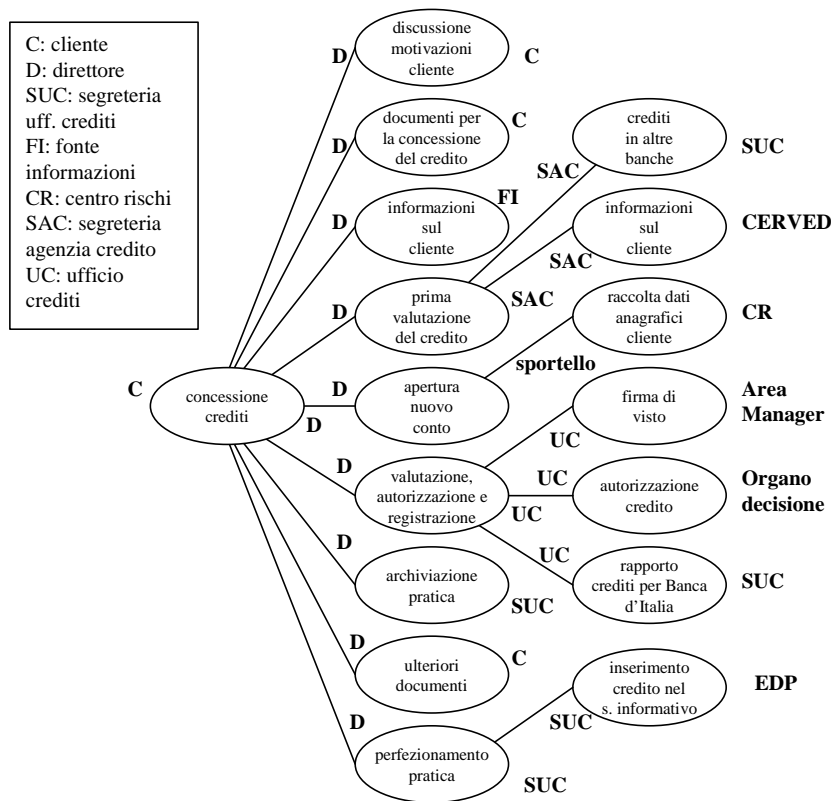 C: cliente
D: direttore
SUC: segreteria
uff. crediti
FI: fonte
informazioni
CR: centro rischi
SAC: segreteria
agenzia credito
UC: ufficio
crediti
C
concessione
crediti
D
D
discussione
motivazioni
cliente
C
D
documenti per
la concessione
del credito
C
D
informazioni
sul
cliente
FI
D
prima
valutazione
del credito
SAC
SAC
crediti
in altre
banche
SUC
SAC
informazioni
sul
cliente
CERVED
D
apertura
nuovo
conto
sportello
raccolta dati
anagrafici
cliente
CR
D
valutazione,
autorizzazione e
registrazione
UC
UC
firma di
visto
Area
Manager
UC
autorizzazione
credito
Organo
decisione
UC
rapporto
crediti per Banca
d'Italia
SUC
D
archiviazione
pratica
SUC
D
ulteriori
documenti
C
D
perfezionamento
pratica
SUC
SUC
inserimento
credito nel
s. informativo
EDP